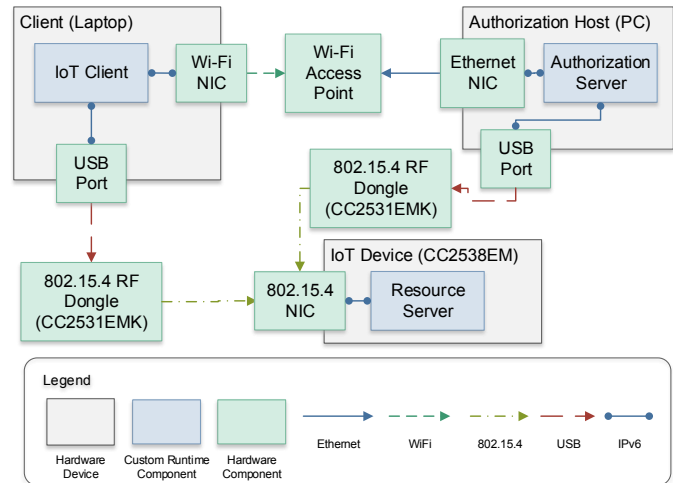 Client (Laptop)
Authorization Host (PC)
IoT Client
Wi-Fi
NIC
Wi-Fi
Access
Point
Ethernet
NIC
Authorization
Server
USB
Port
USB
Port
802.15.4 RF
Dongle
(CC2531EMK)
IoT Device (CC2538EM)
802.15.4 RF
Dongle
(CC2531EMK)
802.15.4
NIC
Resource
Server
Legend
Hardware
Device
Custom Runtime
Component
Hardware
Component
Ethernet
WiFi
802.15.4
USB
IPv6